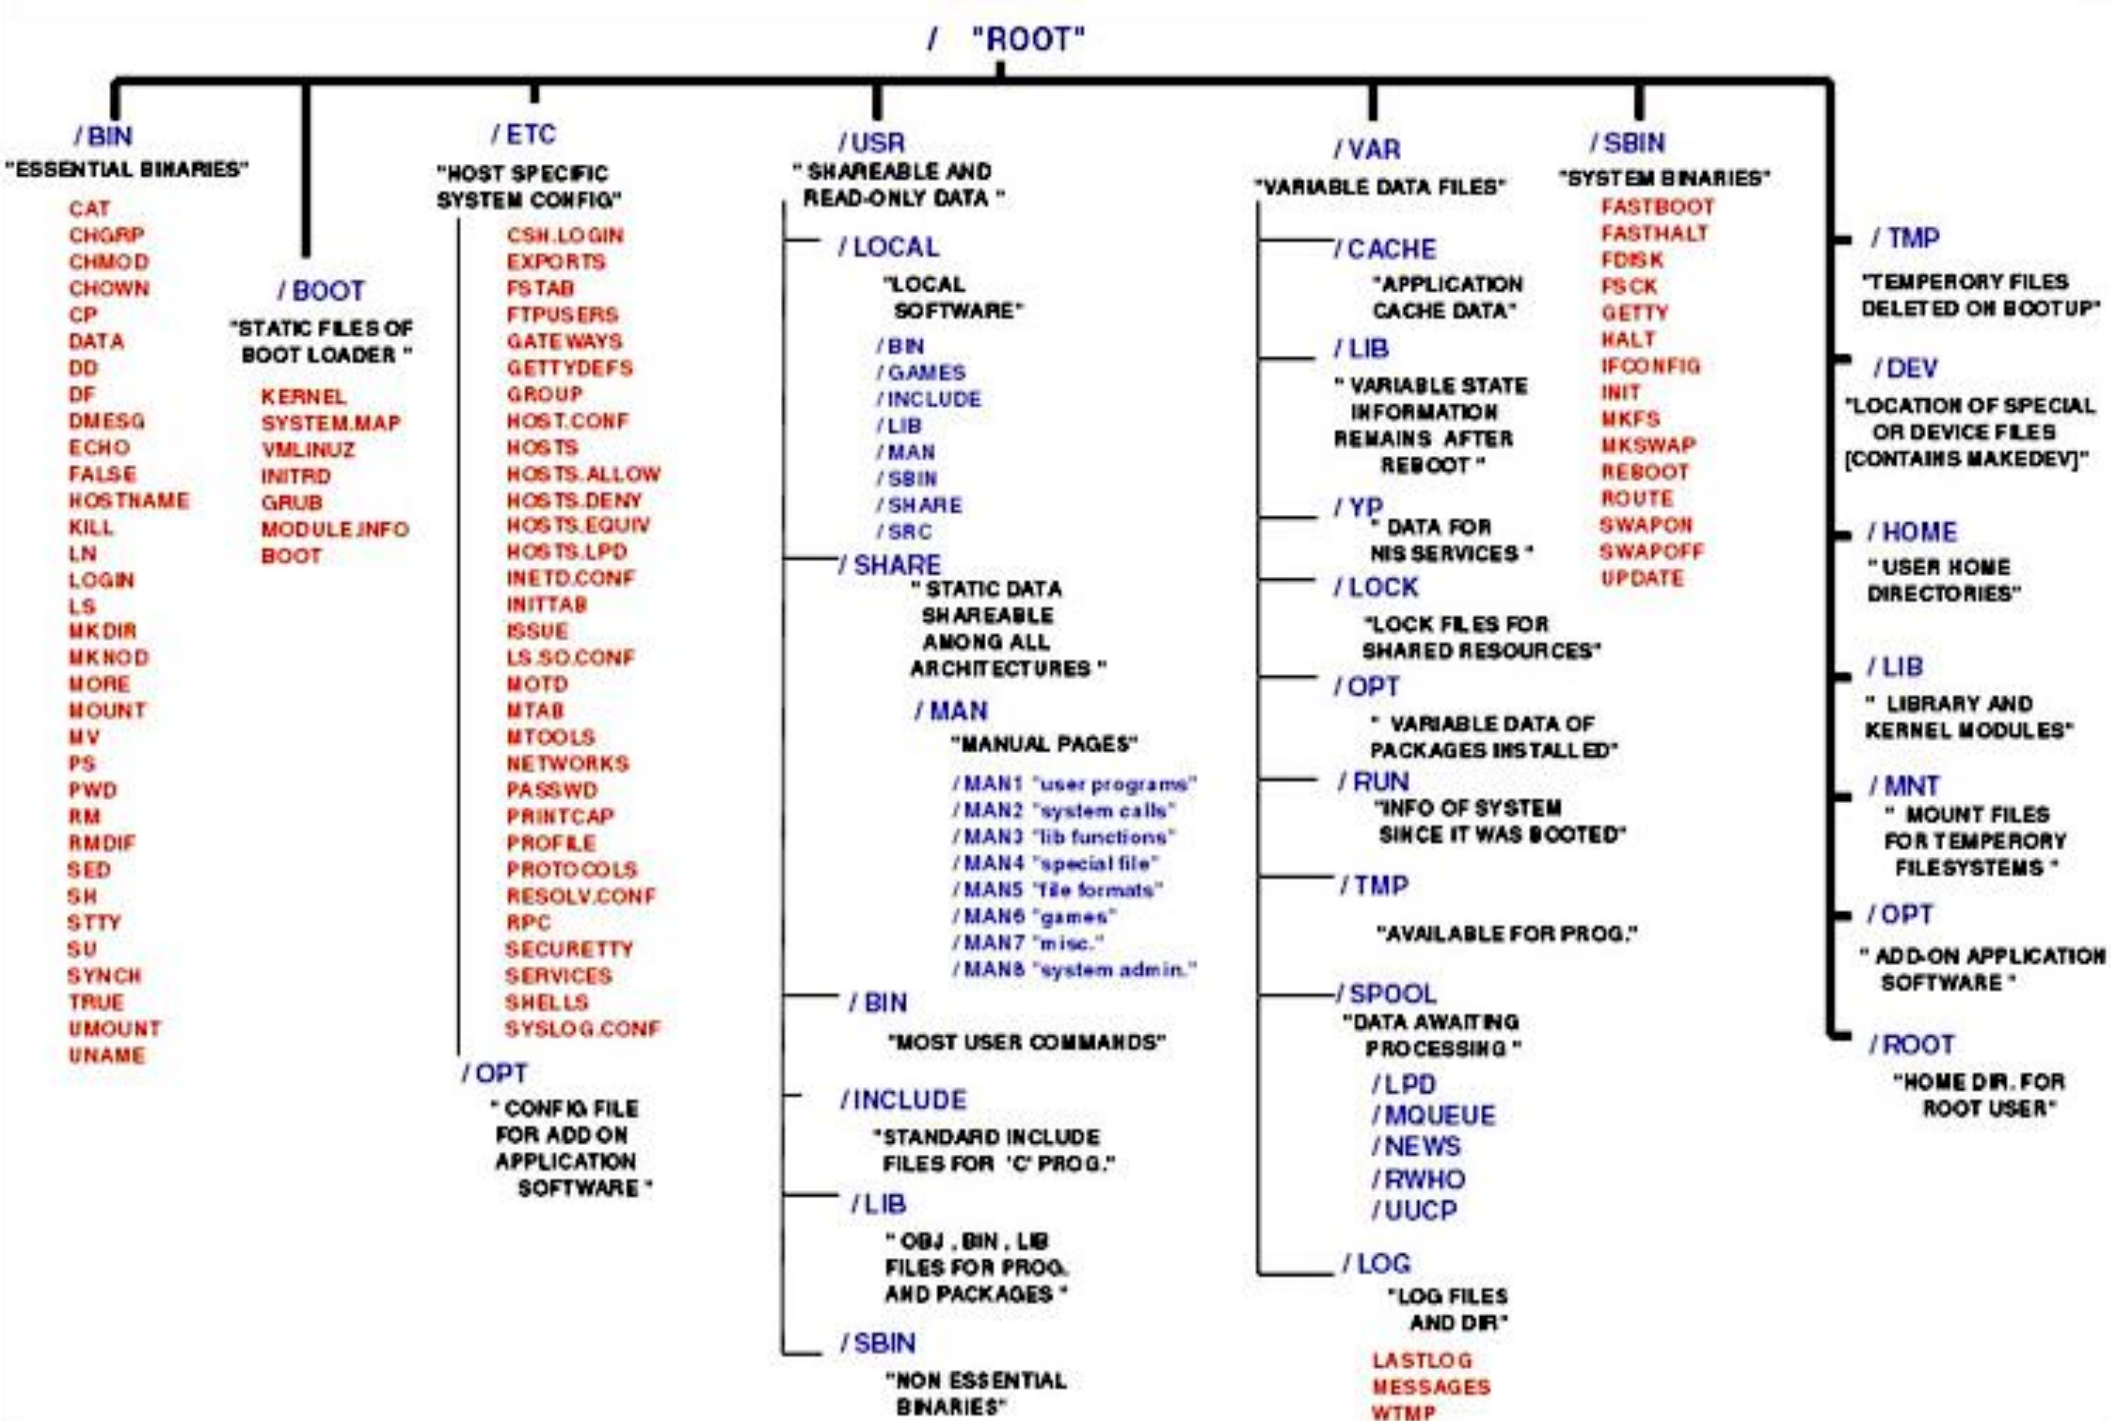 / "ROOT"
/BIN
"ESSENTIAL BINARIES"
CAT
CHGRP
CHMOD
CHOWN
CP
DATA
DD
DF
DMESG
ECHO
FALSE
HOSTNAME
KILL
LN
LOGIN
LS
MKDIR
MKNOD
MORE
MOUNT
MV
PS
PWD
RM
RMDIF
SED
SH
STTY
SU
SYNCH
TRUE
UMOUNT
UNAME
/BOOT
"STATIC FILES OF
BOOT LOADER "
KERNEL
SYSTEM.MAP
VMLINUZ
INITRD
GRUB
MODULE.INFO
BOOT
/ETC
"HOST SPECIFIC
SYSTEM CONFIG"
CSH.LOGIN
EXPORTS
FSTAB
FTPUSERS
GATEWAYS
GETTYDEFS
GROUP
HOST.CONF
HOSTS
HOSTS.ALLOW
HOSTS.DENY
HOSTS.EQUIV
HOSTS.LPD
INETD.CONF
INITTAB
ISSUE
LS.SO.CONF
MOTD
MTAB
MTOOLS
NETWORKS
PASSWD
PRINTCAP
PROFILE
PROTOCOLS
RESOLV.CONF
RPC
SECURETTY
SERVICES
SHELLS
SYSLOG.CONF
/OPT
" CONFIG FILE
FOR ADD ON
APPLICATION
SOFTWARE "
/USR
" SHAREABLE AND
READ-ONLY DATA "
/LOCAL
"LOCAL
SOFTWARE"
/BIN
/GAMES
/INCLUDE
/LIB
/MAN
/SBIN
/SHARE
/SRC
/SHARE
" STATIC DATA
SHAREABLE
AMONG ALL
ARCHITECTURES "
/MAN
"MANUAL PAGES"
/MAN1 "user programs"
/MAN2 "system calls"
/MAN3 "lib functions"
/MAN4 "special file"
/MAN5 "file formats"
/MAN6 "games"
/MAN7 "misc."
/MAN8 "system admin."
/BIN
"MOST USER COMMANDS"
/INCLUDE
"STANDARD INCLUDE
FILES FOR 'C' PROG."
/LIB
" OBJ , BIN , LIB
FILES FOR PROG.
AND PACKAGES "
/SBIN
"NON ESSENTIAL
BINARIES"
/VAR
"VARIABLE DATA FILES"
/CACHE
"APPLICATION
CACHE DATA"
/LIB
" VARIABLE STATE
INFORMATION
REMAINS AFTER
REBOOT "
/YP
" DATA FOR
NIS SERVICES "
/LOCK
"LOCK FILES FOR
SHARED RESOURCES"
/OPT
" VARIABLE DATA OF
PACKAGES INSTALLED"
/RUN
"INFO OF SYSTEM
SINCE IT WAS BOOTED"
/TMP
"AVAILABLE FOR PROG."
/SPOOL
"DATA AWAITING
PROCESSING "
/LPD
/MQUEUE
/NEWS
/RWHO
/UUCP
/LOG
"LOG FILES
AND DIR"
LASTLOG
MESSAGES
WTMP
/SBIN
"SYSTEM BINARIES"
FASTBOOT
FASTHALT
FDISK
FSCK
GETTY
HALT
IFCONFIG
INIT
MKFS
MKSWAP
REBOOT
ROUTE
SWAPON
SWAPOFF
UPDATE
/TMP
"TEMPERORY FILES
DELETED ON BOOTUP"
/DEV
"LOCATION OF SPECIAL
OR DEVICE FILES
[CONTAINS MAKEDEV]"
/HOME
"USER HOME
DIRECTORIES"
/LIB
" LIBRARY AND
KERNEL MODULES"
/MNT
" MOUNT FILES
FOR TEMPERORY
FILESYSTEMS "
/OPT
" ADD-ON APPLICATION
SOFTWARE "
/ROOT
"HOME DIR. FOR
ROOT USER"